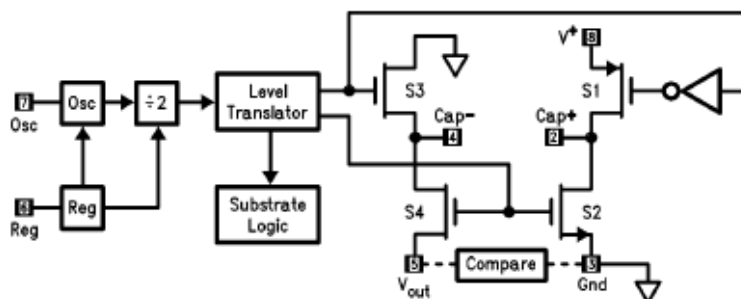 V+
8
Level
Translator
S3
S1
7
Osc
÷2
Osc
Cap-
Cap+
4
2
6
Reg
Reg
Substrate
Logic
S4
S2
5
Compare
3
Vout
Gnd